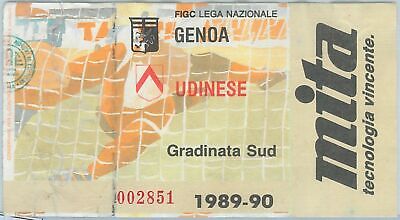 FIGC LEGA NAZIONALE
GENOA
UDINESE
Gradinata Sud
002851
1989-90
mita
tecnologia vincente.